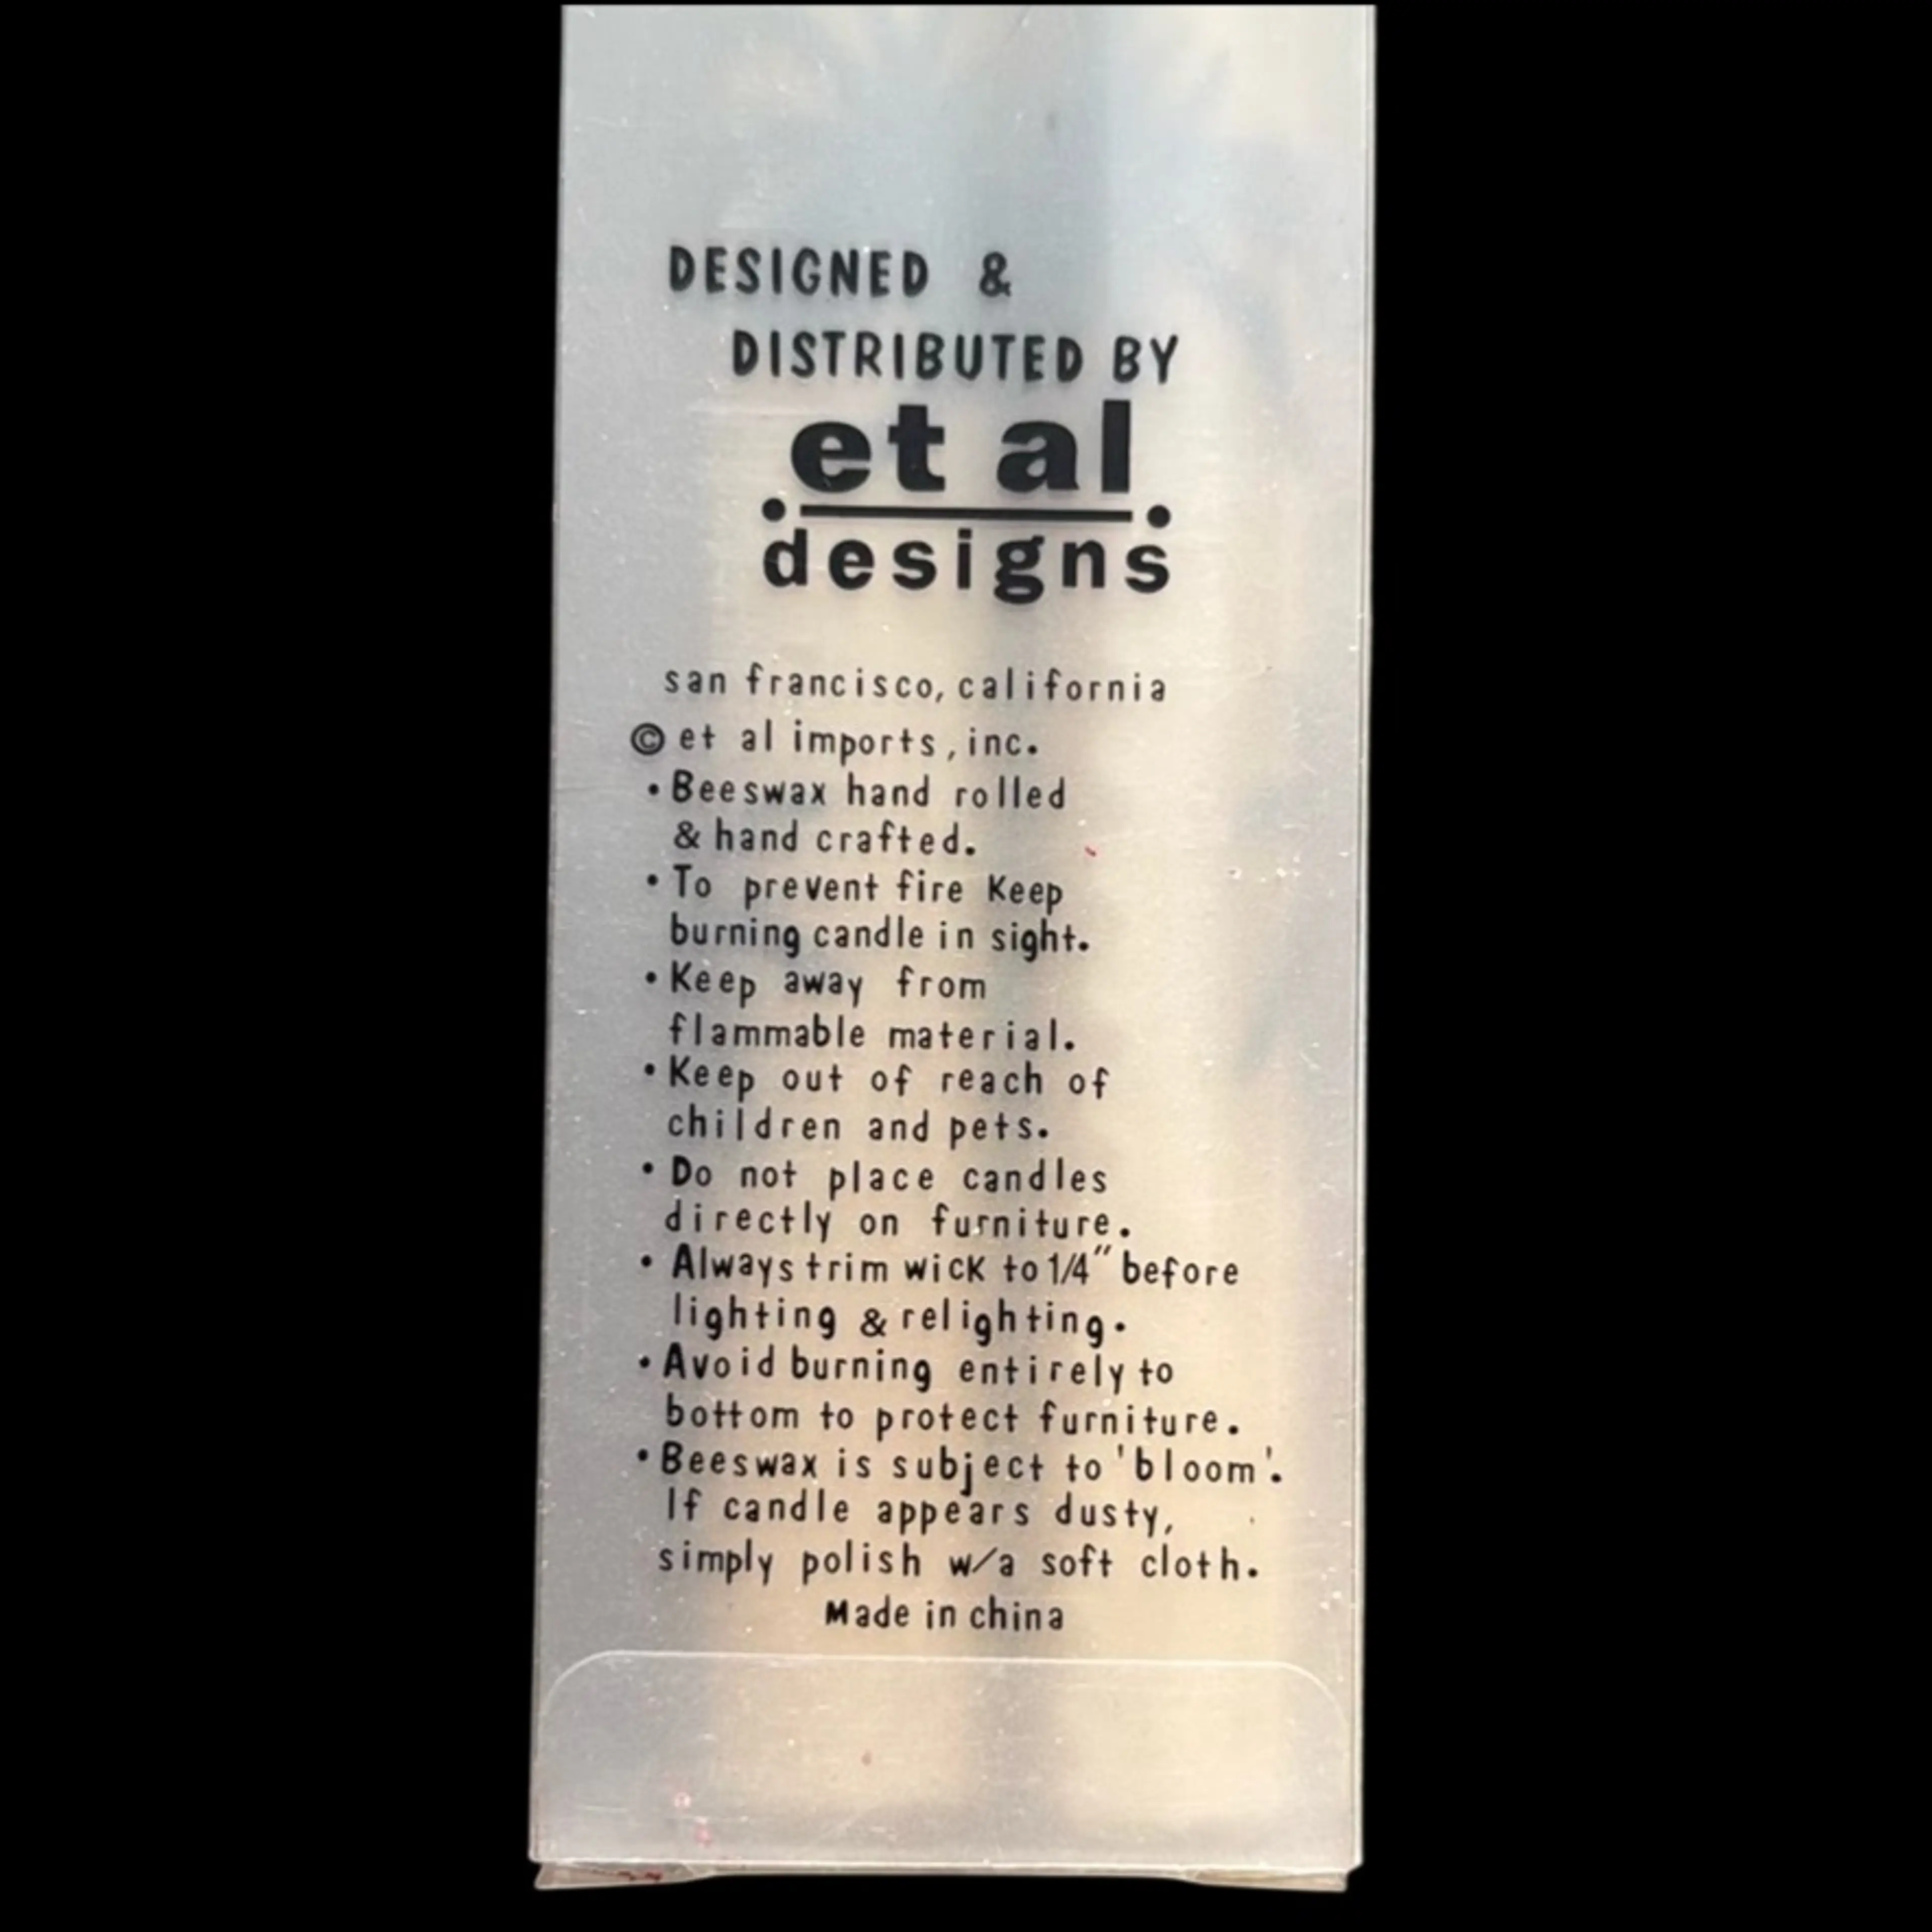 DESIGNED &
DISTRIBUTED BY
et al
designs
san francisco, california
© et al imports, inc.
• Beeswax hand rolled
& hand crafted.
• To prevent fire Keep
burning candle in sight.
• Keep away from
flammable material.
• Keep out of reach of
children and pets.
• Do not place candles
directly on furniture.
• Always trim wick to 1/4" before
lighting & relighting.
• Avoid burning entirely to
bottom to protect furniture.
• Beeswax is subject to 'bloom'.
If candle appears dusty,
simply polish w/a soft cloth.
Made in china